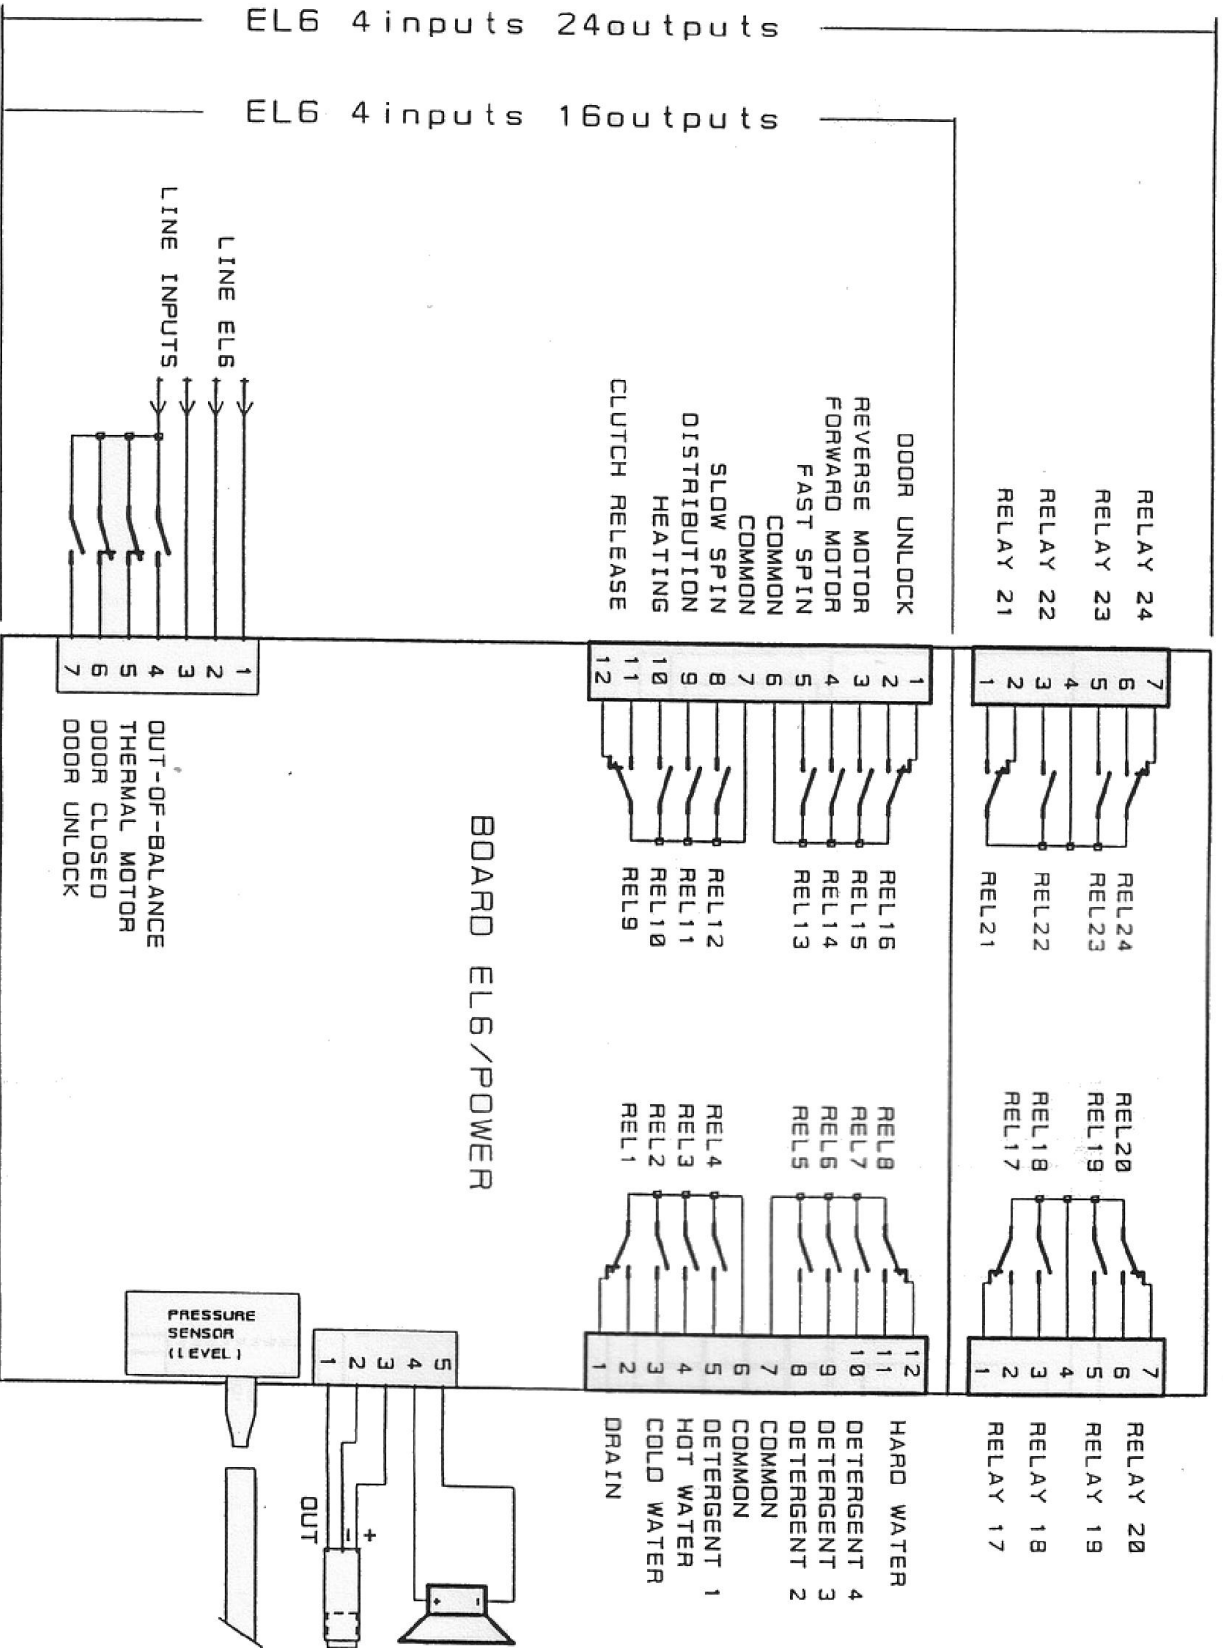 EL6 4inputs 24outputs
EL6 4inputs 16outputs
LINE INPUTS
LINE EL6
CLUTCH RELEASE
HEATING
DISTRIBUTION
SLOW SPIN
COMMON
COMMON
FAST SPIN
FORWARD MOTOR
REVERSE MOTOR
DOOR UNLOCK
RELAY 21
RELAY 22
RELAY 23
RELAY 24
7 6 5 4 3 2 1
12 11 10 9 8 7 6 5 4 3 2 1
1 2 3 4 5 6 7
DOOR UNLOCK
DOOR CLOSED
THERMAL MOTOR
OUT-OF-BALANCE
REL9
REL10
REL11
REL12
REL13
REL14
REL15
REL16
REL21
REL22
REL23
REL24
BOARD EL6/POWER
REL1
REL2
REL3
REL4
REL5
REL6
REL7
REL8
REL17
REL18
REL19
REL20
PRESSURE
SENSOR
(LEVEL)
1 2 3 4 5
1 2 3 4 5 6 7 8 9 10 11 12
1 2 3 4 5 6 7
DRAIN
COLD WATER
HOT WATER
DETERGENT 1
COMMON
COMMON
DETERGENT 2
DETERGENT 3
DETERGENT 4
HARD WATER
RELAY 17
RELAY 18
RELAY 19
RELAY 20
OUT
- +
+ -